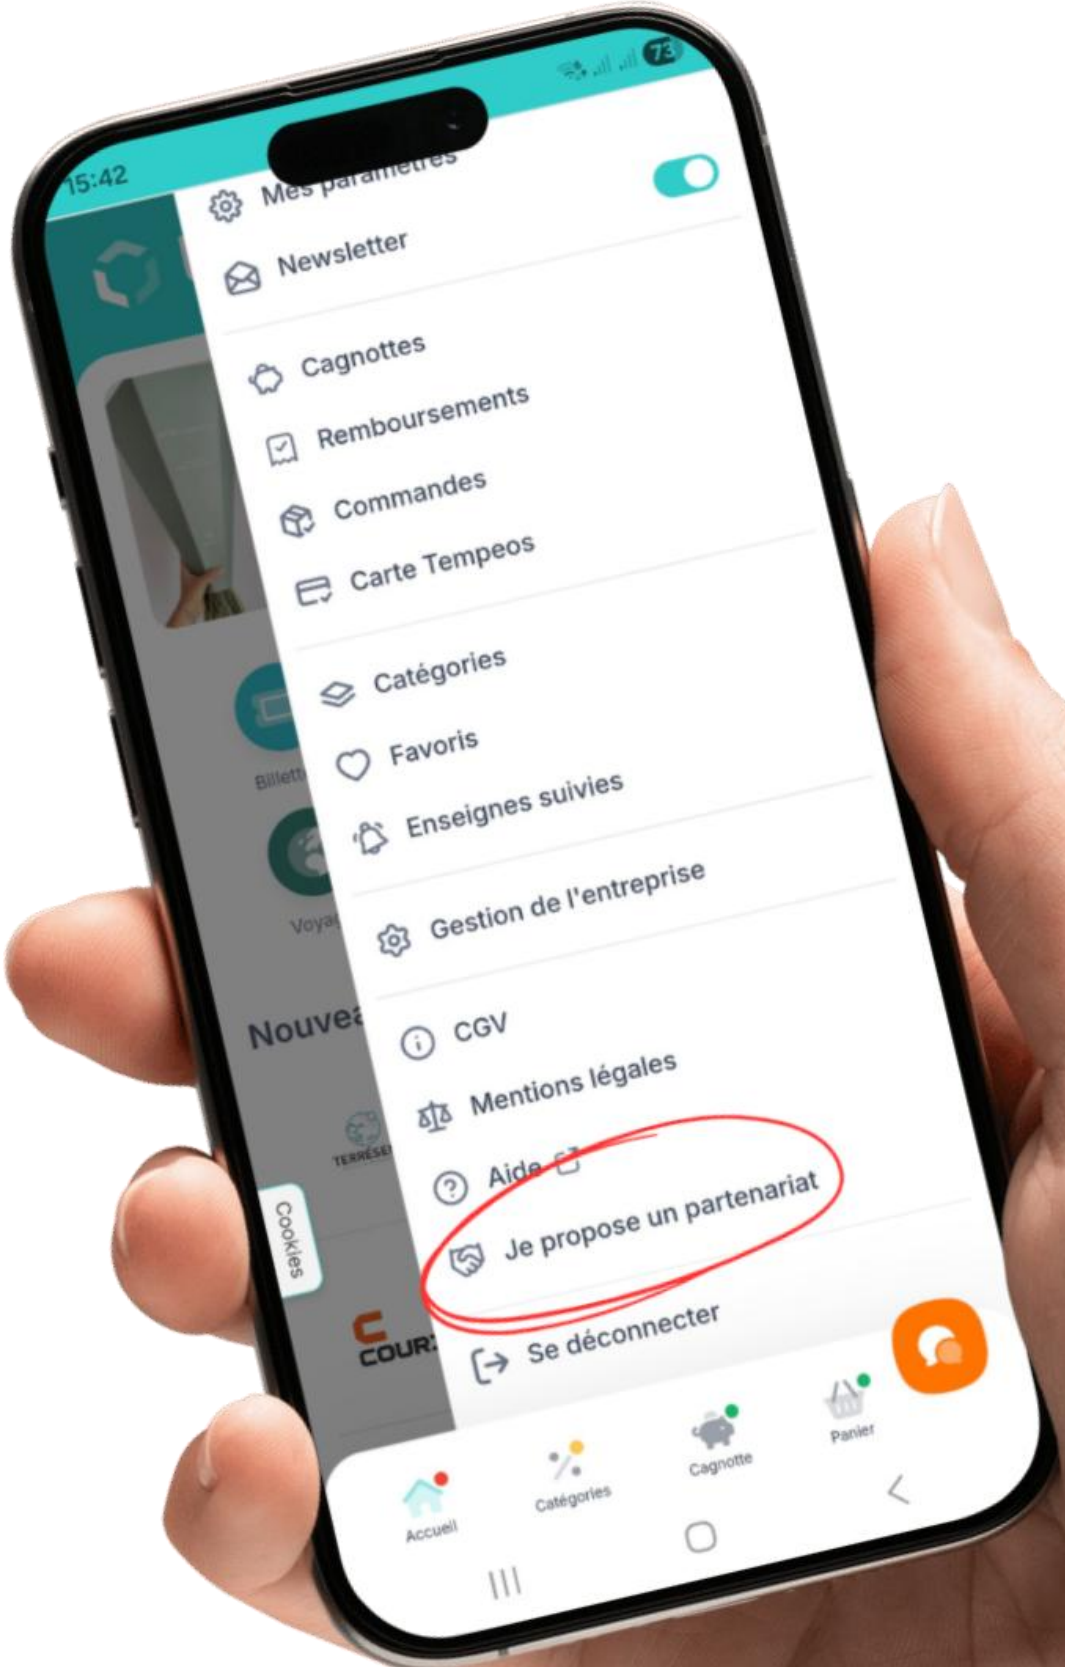 15:42
73
Mes paramètres
Newsletter
Cagnottes
Remboursements
Commandes
Carte Tempeos
Catégories
Favoris
Enseignes suivies
Gestion de l'entreprise
CGV
Mentions légales
Aide
Je propose un partenariat
Se déconnecter
Cookies
Accueil
Catégories
Cagnotte
Panier